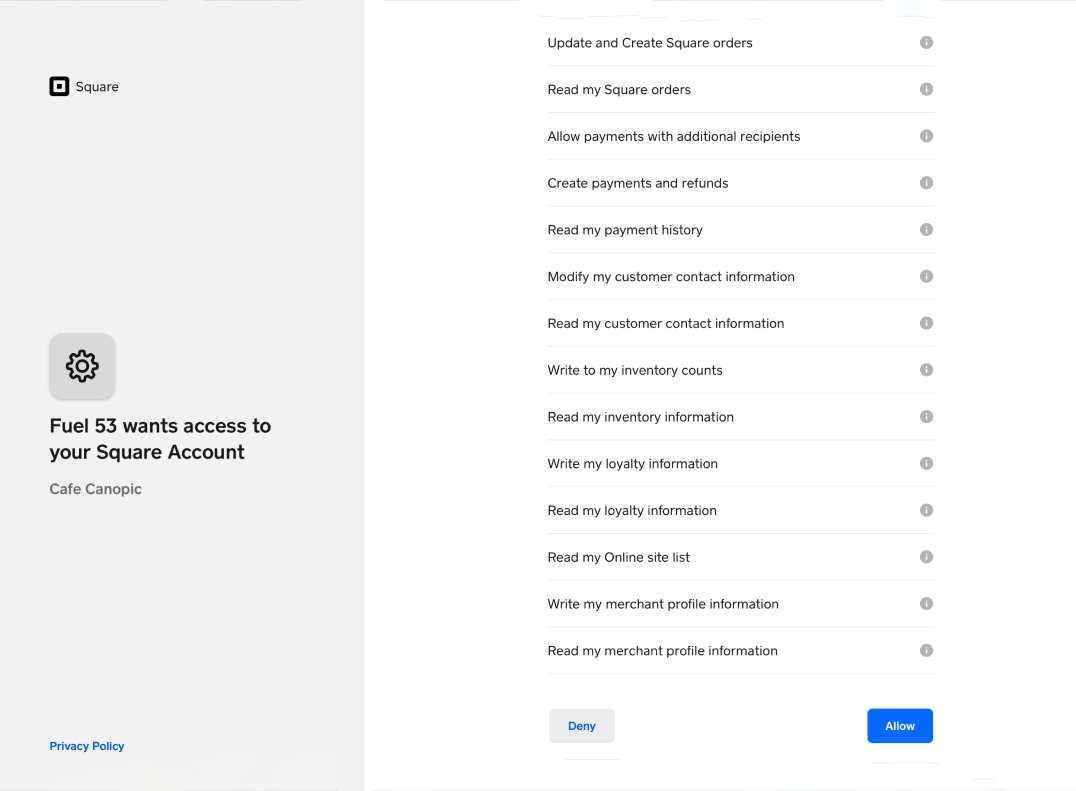 Square
Fuel 53 wants access to
your Square Account
Cafe Canopic
Privacy Policy
Update and Create Square orders
Read my Square orders
Allow payments with additional recipients
Create payments and refunds
Read my payment history
Modify my customer contact information
Read my customer contact information
Write to my inventory counts
Read my inventory information
Write my loyalty information
Read my loyalty information
Read my Online site list
Write my merchant profile information
Read my merchant profile information
Deny
Allow